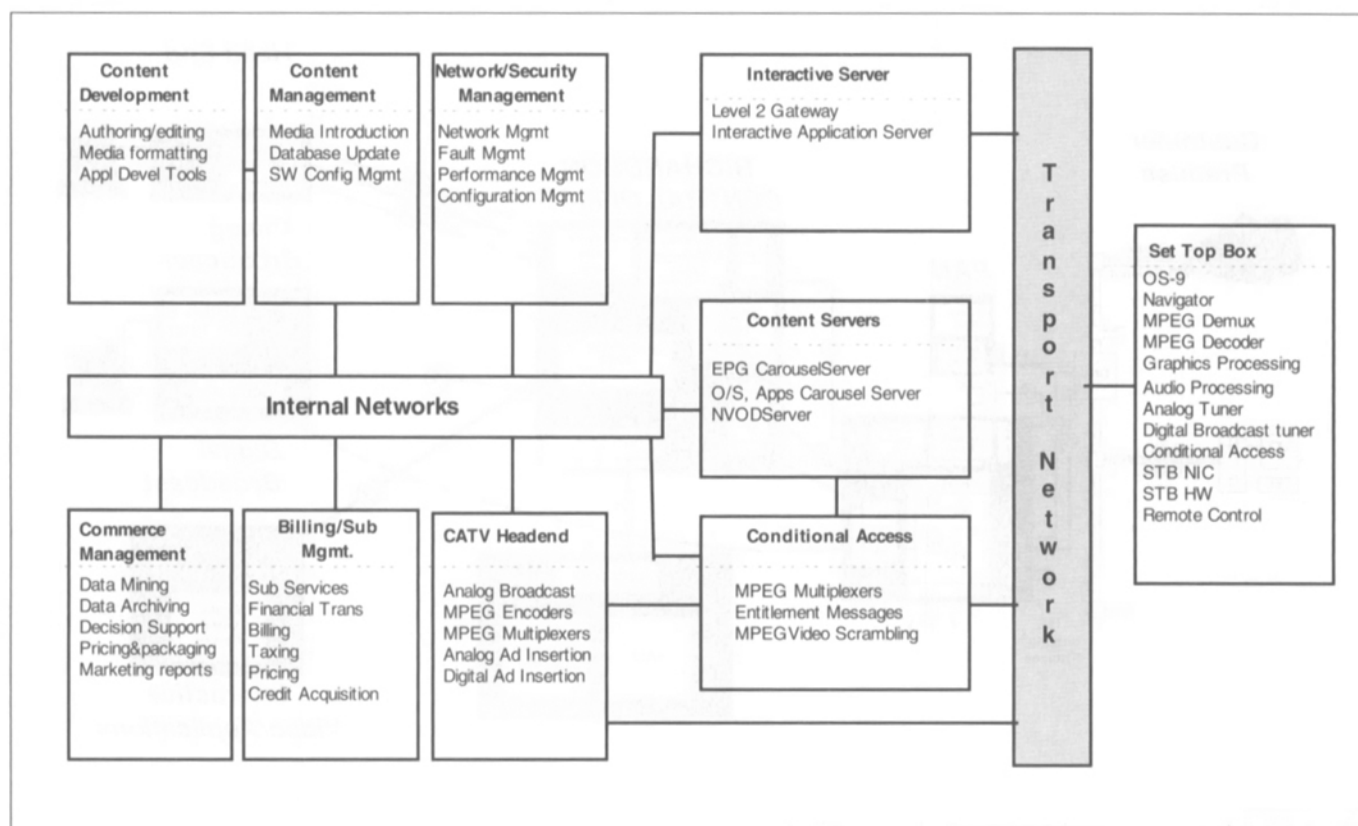 Content
Development
Authoring/editing
Media formatting
Appl Devel Tools
Content
Management
Media Introduction
Database Update
SW Config Mgmt
Network/Security
Management
Network Mgmt
Fault Mgmt
Performance Mgmt
Configuration Mgmt
Interactive Server
Level 2 Gateway
Interactive Application Server
Internal Networks
Content Servers
EPG CarouselServer
O/S, Apps Carousel Server
NVODServer
Commerce
Management
Data Mining
Data Archiving
Decision Support
Pricing&packaging
Marketing reports
Billing/Sub
Mgmt.
Sub Services
Financial Trans
Billing
Taxing
Pricing
Credit Acquisition
CATV Headend
Analog Broadcast
MPEG Encoders
MPEG Multiplexers
Analog Ad Insertion
Digital Ad Insertion
Conditional Access
MPEG Multiplexers
Entitlement Messages
MPEGVideo Scrambling
Transport Network
Set Top Box
OS-9
Navigator
MPEG Demux
MPEG Decoder
Graphics Processing
Audio Processing
Analog Tuner
Digital Broadcast tuner
Conditional Access
STB NIC
STB HW
Remote Control